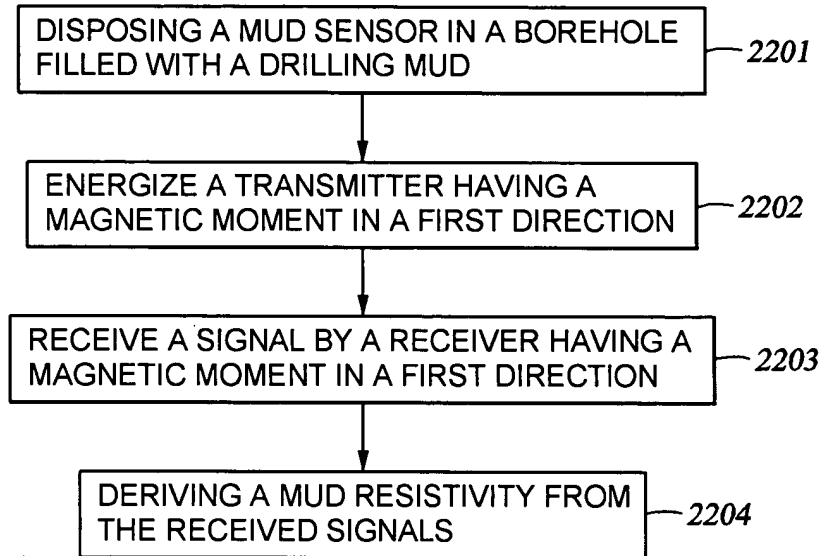 DISPOSING A MUD SENSOR IN A BOREHOLE
FILLED WITH A DRILLING MUD
2201
ENERGIZE A TRANSMITTER HAVING A
MAGNETIC MOMENT IN A FIRST DIRECTION
2202
RECEIVE A SIGNAL BY A RECEIVER HAVING A
MAGNETIC MOMENT IN A FIRST DIRECTION
2203
DERIVING A MUD RESISTIVITY FROM
THE RECEIVED SIGNALS
2204